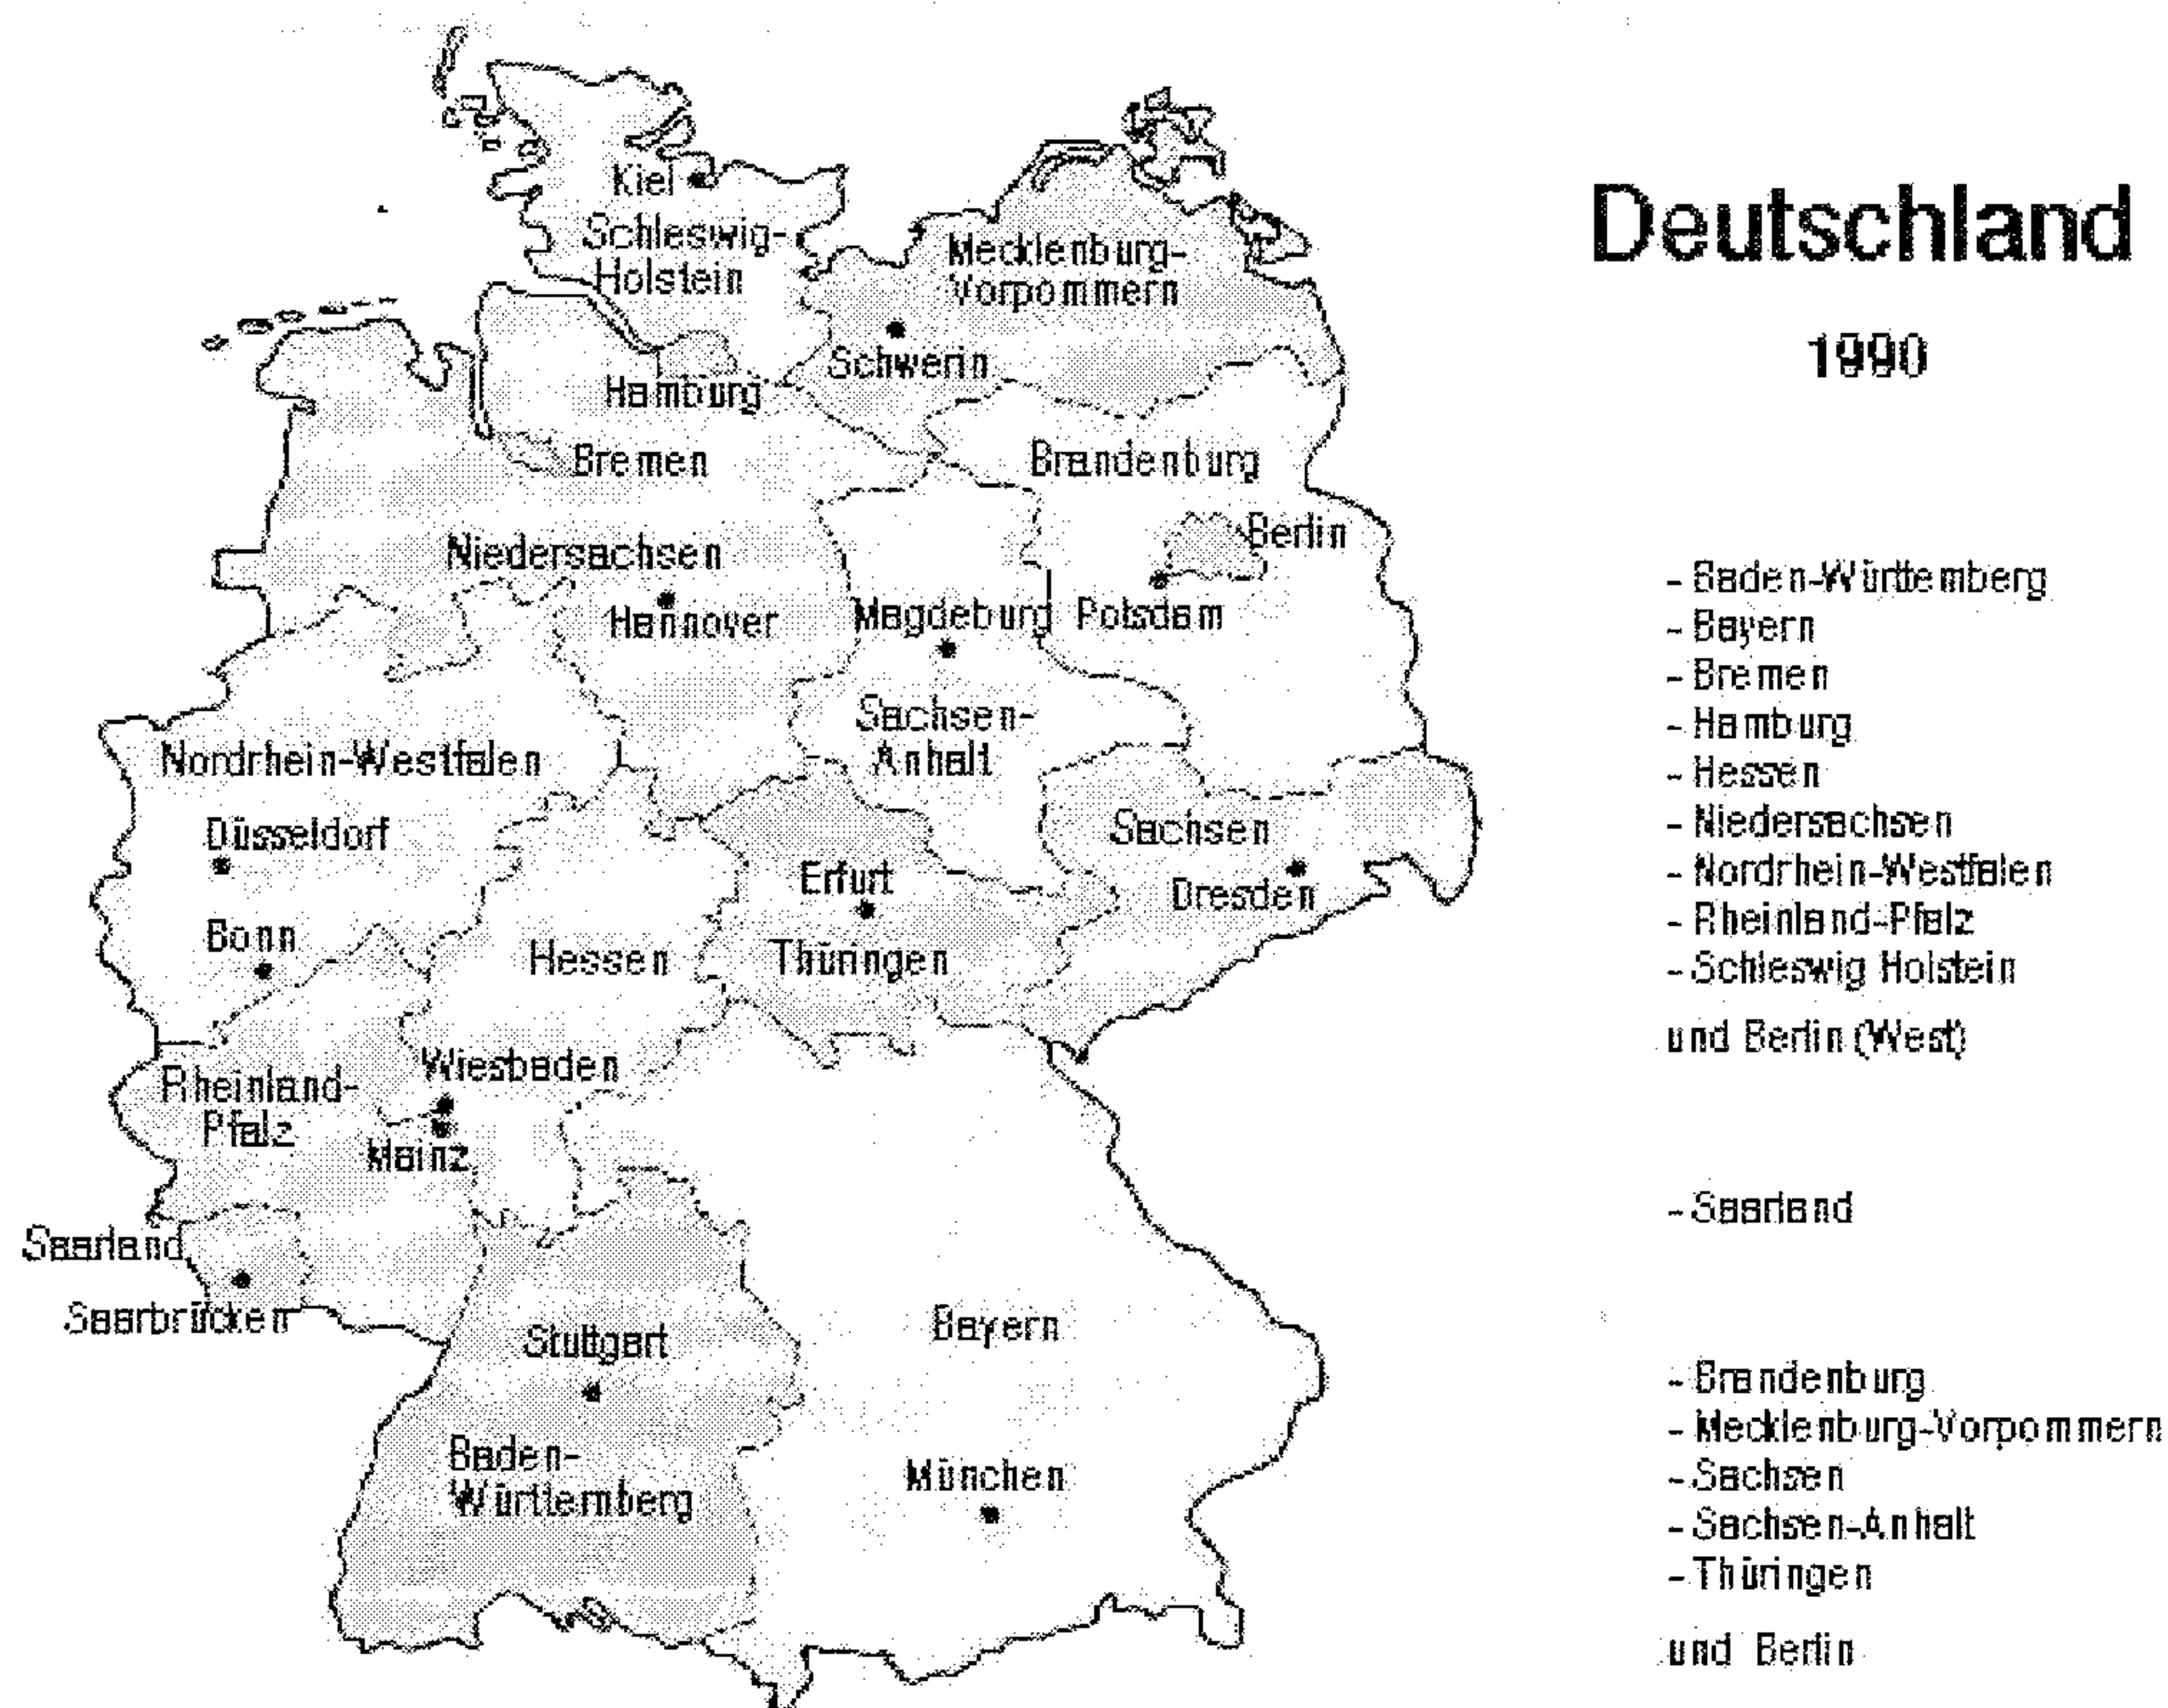 Deutschland
1990
Kiel
Schleswig-
Holstein
Mecklenburg-
Vorpommern
Schwerin
Hamburg
Bremen
Brandenburg
Berlin
Niedersachsen
Hannover
Magdeburg
Potsdam
Sachsen-
Anhalt
Nordrhein-Westfalen
Düsseldorf
Sachsen
Erfurt
Dresden
Bonn
Hessen
Thüringen
Wiesbaden
Rheinland-
Pfalz
Mainz
Saarland
Saarbrücken
Stuttgart
Bayern
Baden-
Württemberg
München
- Baden-Württemberg
- Bayern
- Bremen
- Hamburg
- Hessen
- Niedersachsen
- Nordrhein-Westfalen
- Rheinland-Pfalz
- Schleswig Holstein
und Berlin (West)
- Saarland
- Brandenburg
- Mecklenburg-Vorpommern
- Sachsen
- Sachsen-Anhalt
- Thüringen
und Berlin